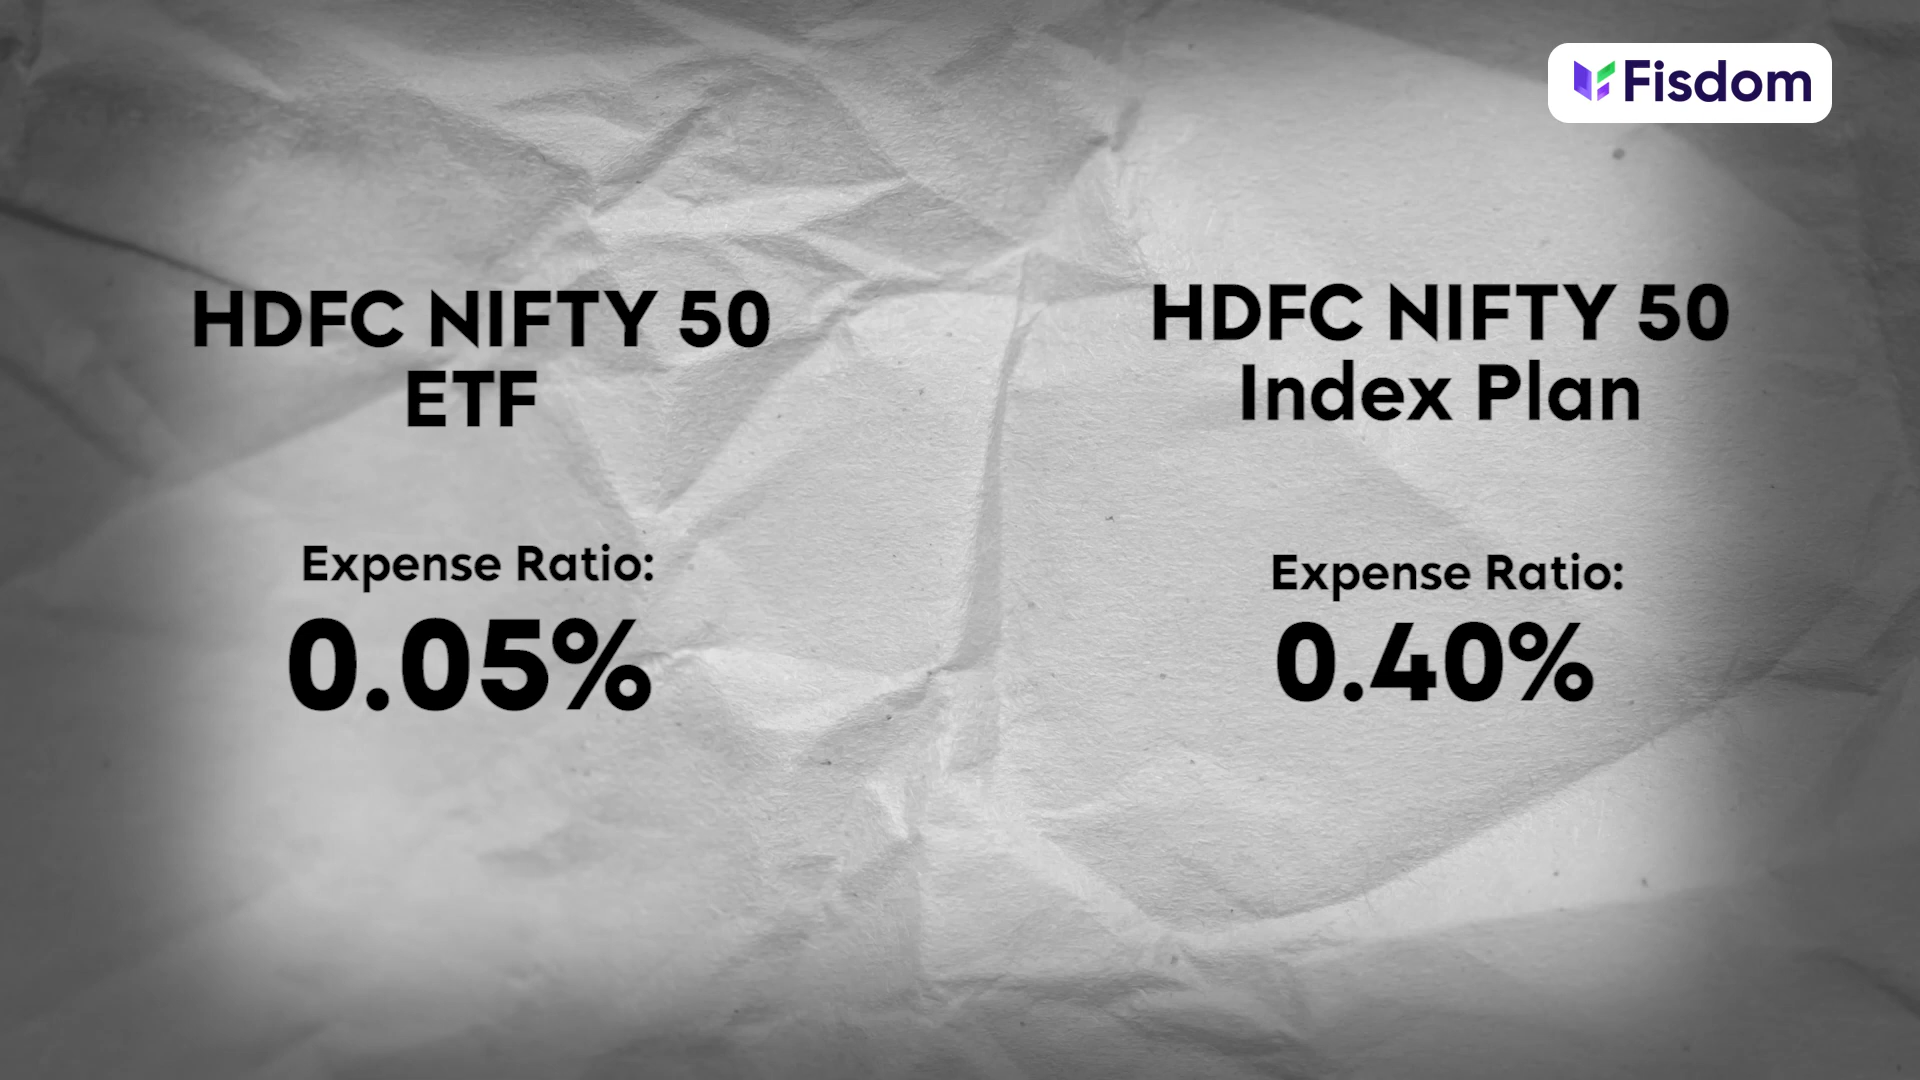 Fisdom
HDFC NIFTY 50
ETF
Expense Ratio:
0.05%
HDFC NIFTY 50
Index Plan
Expense Ratio:
0.40%